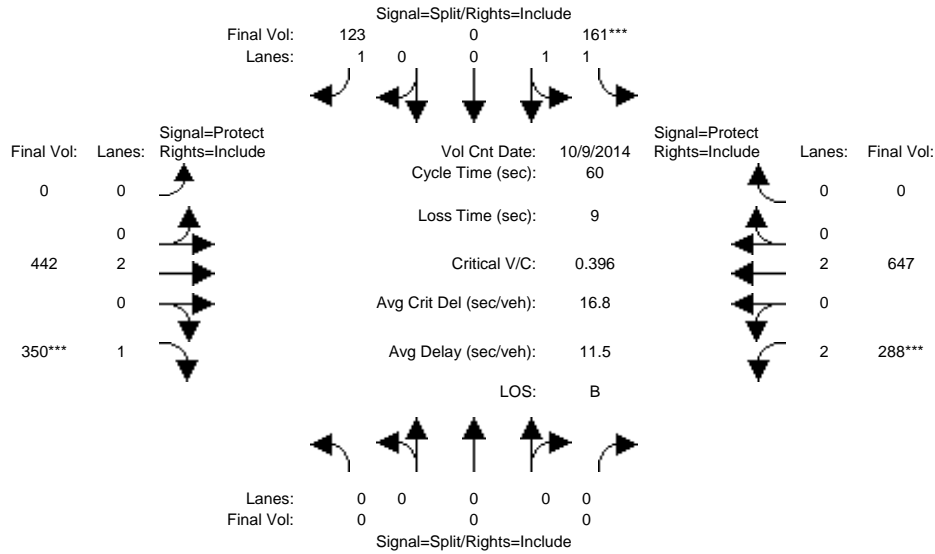 Signal=Split/Rights=Include
Final Vol: 123 0 161***
Lanes: 1 0 0 1 1
Signal=Protect Signal=Protect
Final Vol: Lanes: Rights=Include Vol Cnt Date: 10/9/2014 Rights=Include Lanes: Final Vol:
Cycle Time (sec): 60
0 0 0 0
Loss Time (sec): 9
0 0
442 2 Critical V/C: 0.396 2 647
0 Avg Crit Del (sec/veh): 16.8 0
350*** 1 Avg Delay (sec/veh): 11.5 2 288***
LOS: B
Lanes: 0 0 0 0 0
Final Vol: 0 0 0
Signal=Split/Rights=Include